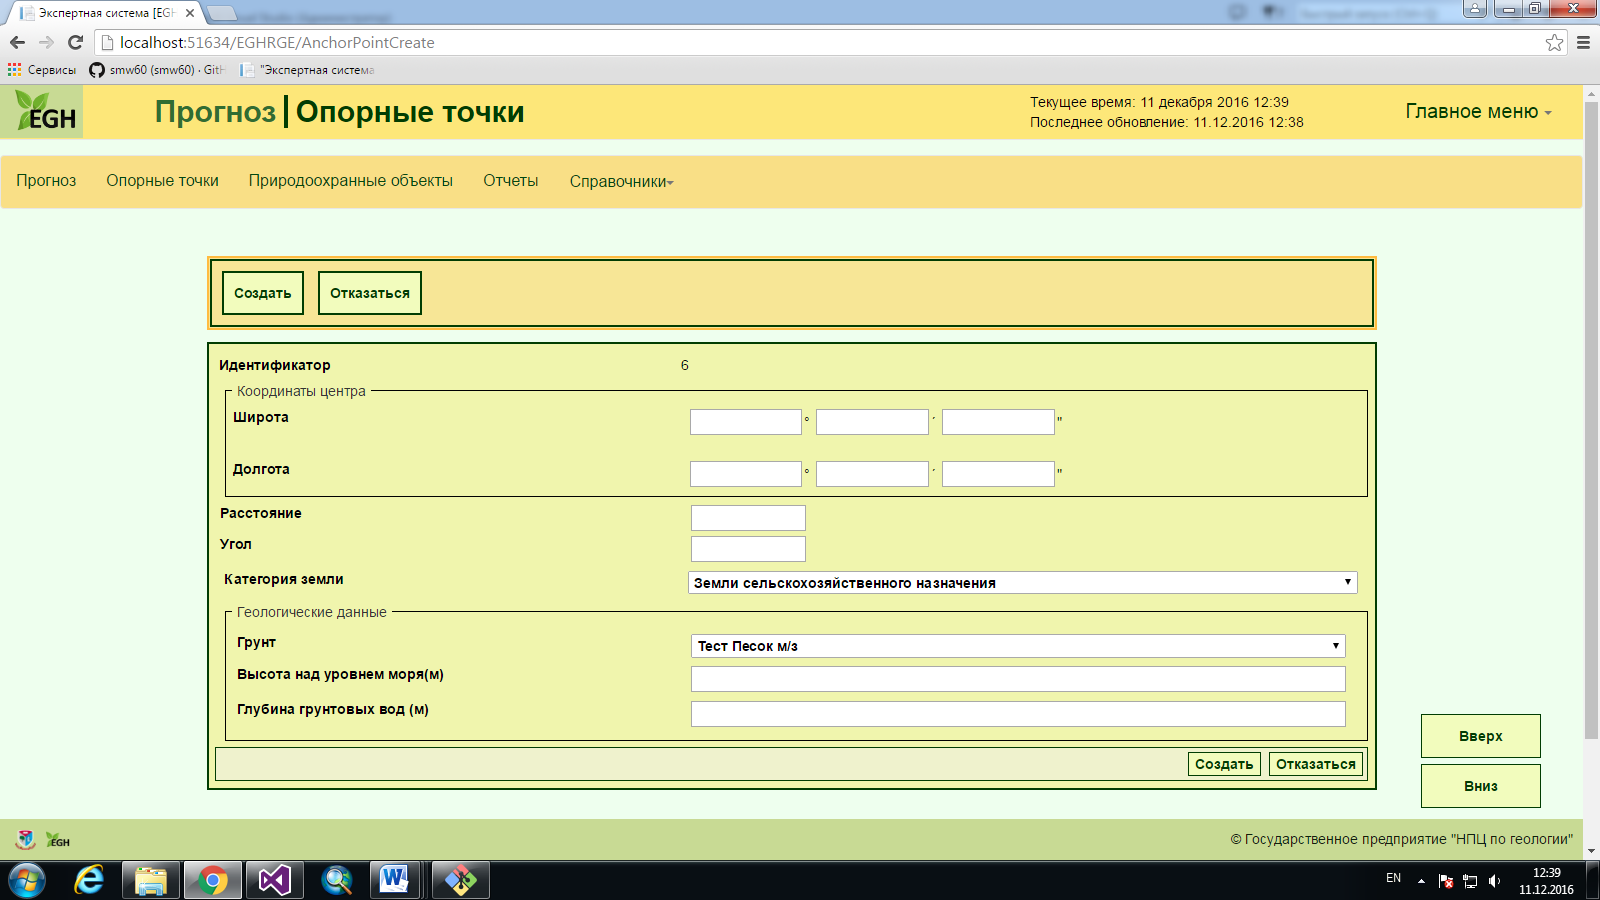 Экспертная система [EGH
localhost:51634/EGHRGE/AnchorPointCreate
Сервисы
smw60 (smw60) · GitH
"Экспертная система
EGH
Прогноз | Опорные точки
Текущее время: 11 декабря 2016 12:39
Последнее обновление: 11.12.2016 12:38
Главное меню
Прогноз
Опорные точки
Природоохранные объекты
Отчеты
Справочники
Создать
Отказаться
Идентификатор 6
Координаты центра
Широта ° ´ "
Долгота ° ´ "
Расстояние
Угол
Категория земли Земли сельскохозяйственного назначения
Геологические данные
Грунт Тест Песок м/з
Высота над уровнем моря(м)
Глубина грунтовых вод (м)
Создать
Отказаться
Вверх
Вниз
EGH
© Государственное предприятие "НПЦ по геологии"
EN
12:39
11.12.2016